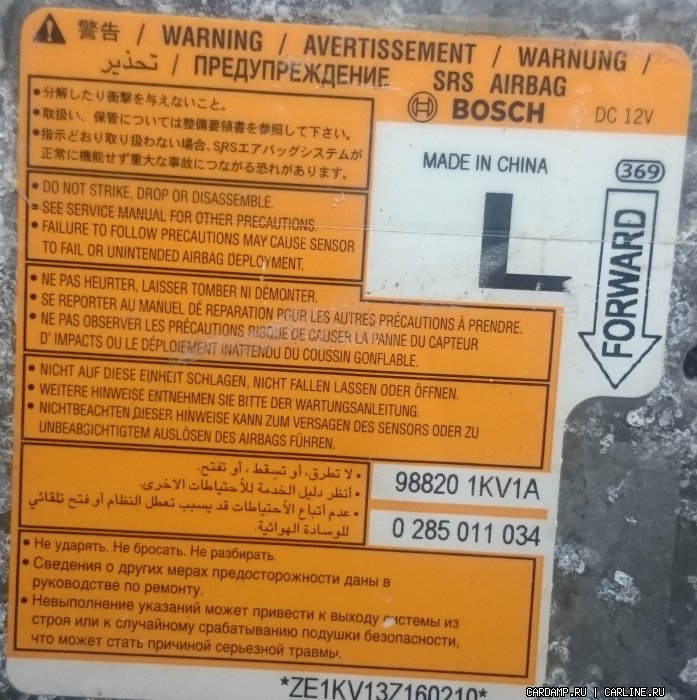 警告 / WARNING / AVERTISSEMENT / WARNUNG /
تحذير / ПРЕДУПРЕЖДЕНИЕ SRS AIRBAG
BOSCH DC 12V
•分解したり衝撃を与えないこと。
•取扱い、保管については整備要領書を参照して下さい。
•指示どおり取り扱わない場合、SRSエアバッグシステムが
正常に機能せず重大な事故につながる恐れがあります。
MADE IN CHINA
369
L
FORWARD
• DO NOT STRIKE, DROP OR DISASSEMBLE.
• SEE SERVICE MANUAL FOR OTHER PRECAUTIONS.
• FAILURE TO FOLLOW PRECAUTIONS MAY CAUSE SENSOR
TO FAIL OR UNINTENDED AIRBAG DEPLOYMENT.
• NE PAS HEURTER, LAISSER TOMBER NI DÉMONTER.
• SE REPORTER AU MANUEL DE RÉPARATION POUR LES AUTRES PRÉCAUTIONS À PRENDRE.
• NE PAS OBSERVER LES PRÉCAUTIONS RISQUE DE CAUSER LA PANNE DU CAPTEUR
D' IMPACTS OU LE DÉPLOIEMENT INATTENDU DU COUSSIN GONFLABLE.
• NICHT AUF DIESE EINHEIT SCHLAGEN, NICHT FALLEN LASSEN ODER ÖFFNEN.
• WEITERE HINWEISE ENTNEHMEN SIE BITTE DER WARTUNGSANLEITUNG.
• NICHTBEACHTEN DIESER HINWEISE KANN ZUM VERSAGEN DES SENSORS ODER ZU
UNBEABSICHTIGTEM AUSLÖSEN DES AIRBAGS FÜHREN.
• لا تطرق، أو تسقط ، أو تفتح.
• أنظر دليل الخدمة للأحتياطات الاخرى.
• عدم أتباع الأحتياطات قد يسبب تعطل النظام أو فتح تلقائي
للوسادة الهوائية.
98820 1KV1A
0 285 011 034
• Не ударять. Не бросать. Не разбирать.
• Сведения о других мерах предосторожности даны в
руководстве по ремонту.
• Невыполнение указаний может привести к выходу системы из
строя или к случайному срабатыванию подушки безопасности,
что может стать причиной серьезной травмы.
*ZE1KV13Z160210*
CARDAMP.RU | CARLINE.RU